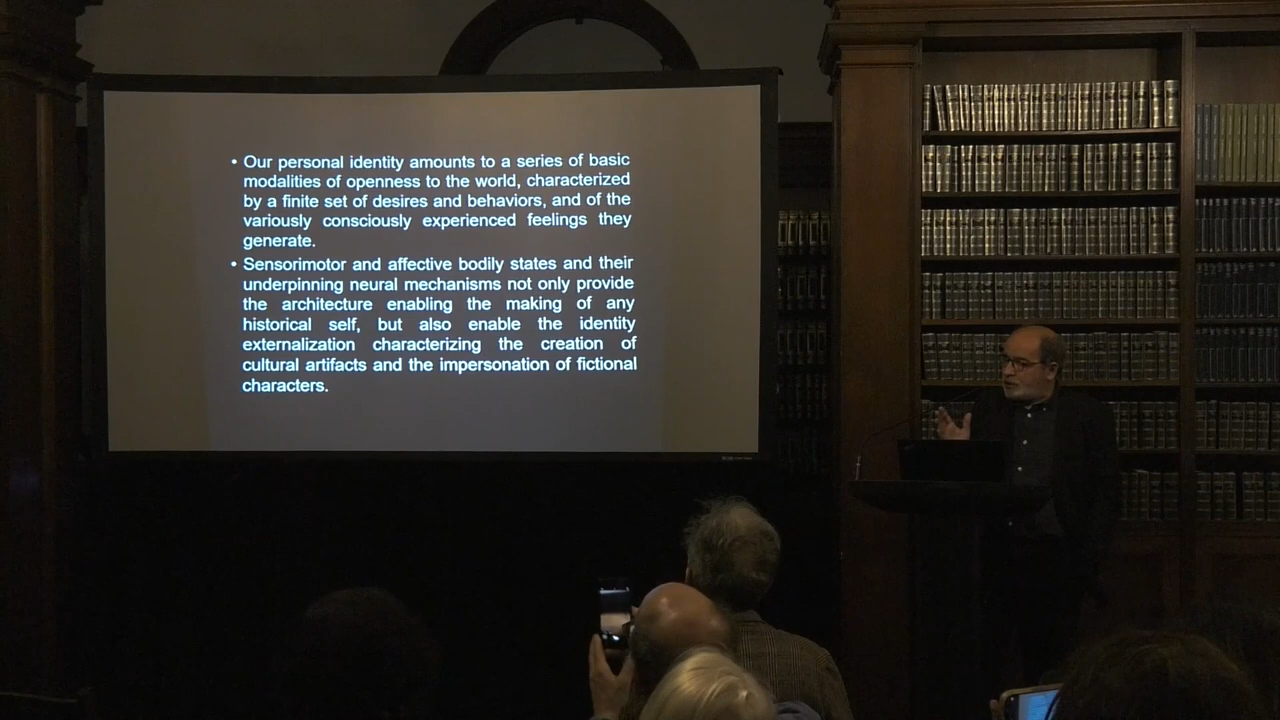 • Our personal identity amounts to a series of basic
modalities of openness to the world, characterized
by a finite set of desires and behaviors, and of the
variously consciously experienced feelings they
generate.
• Sensorimotor and affective bodily states and their
underpinning neural mechanisms not only provide
the architecture enabling the making of any
historical self, but also enable the identity
externalization characterizing the creation of
cultural artifacts and the impersonation of fictional
characters.